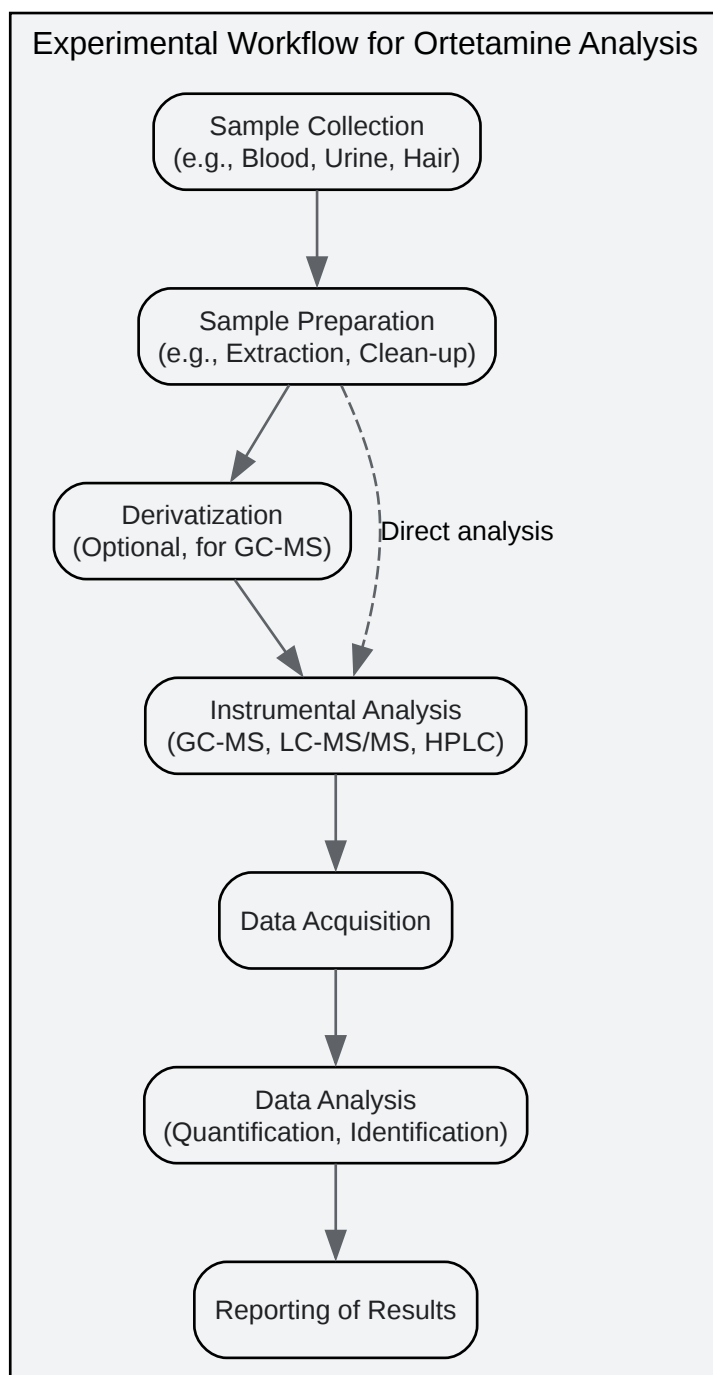 Experimental Workflow for Ortetamine Analysis
Sample Collection
(e.g., Blood, Urine, Hair)
Sample Preparation
(e.g., Extraction, Clean-up)
Derivatization
(Optional, for GC-MS)
Direct analysis
Instrumental Analysis
(GC-MS, LC-MS/MS, HPLC)
Data Acquisition
Data Analysis
(Quantification, Identification)
Reporting of Results